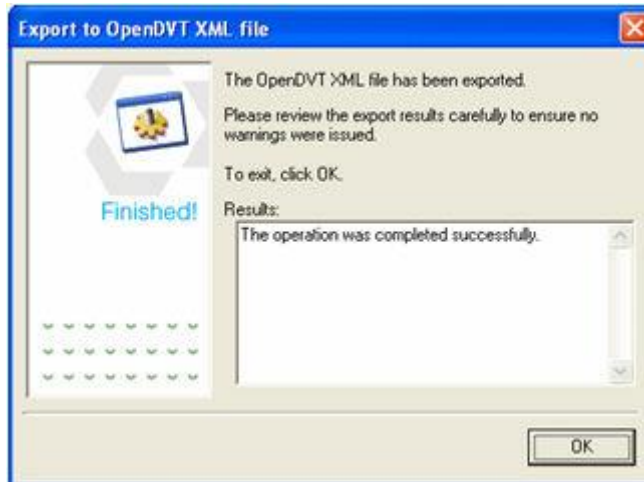 Export to OpenDVT XML file
The OpenDVT XML file has been exported.
Please review the export results carefully to ensure no
warnings were issued.
To exit, click OK.
Finished!
Results:
The operation was completed successfully.
OK